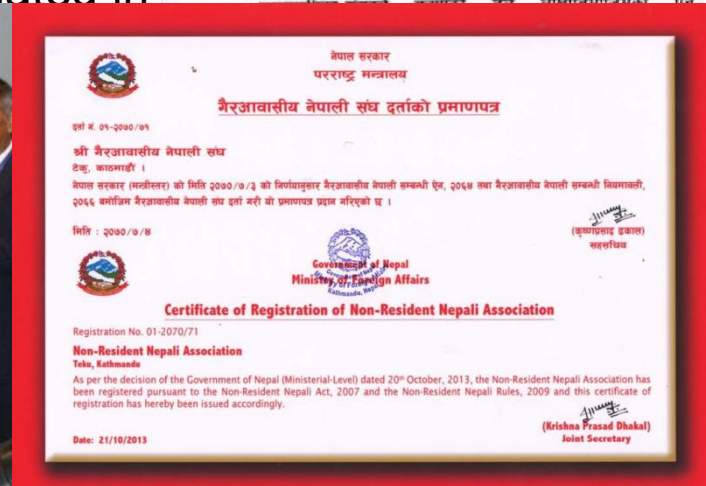 नेपाल सरकार
परराष्ट्र मन्त्रालय
गैरआवासीय नेपाली संघ दर्ताको प्रमाणपत्र
दर्ता नं. ०१-२०७०/७१
श्री गैरआवासीय नेपाली संघ
टेकु, काठमाडौं ।
नेपाल सरकार (मन्त्रीस्तर) को मिति २०७०/७/३ को निर्णयानुसार गैरआवासीय नेपाली सम्बन्धी ऐन, २०६४ तथा गैरआवासीय नेपाली सम्बन्धी नियमावली,
२०६६ बमोजिम गैरआवासीय नेपाली संघ दर्ता गरी यो प्रमाणपत्र प्रदान गरिएको छ ।
(कृष्णप्रसाद ढकाल)
सहसचिव
मिति : २०७०/७/४
Government of Nepal
Ministry of Foreign Affairs
Certificate of Registration of Non-Resident Nepali Association
Registration No. 01-2070/71
Non-Resident Nepali Association
Teku, Kathmandu
As per the decision of the Government of Nepal (Ministerial-Level) dated 20th October, 2013, the Non-Resident Nepali Association has
been registered pursuant to the Non-Resident Nepali Act, 2007 and the Non-Resident Nepali Rules, 2009 and this certificate of
registration has hereby been issued accordingly.
(Krishna Prasad Dhakal)
Joint Secretary
Date: 21/10/2013